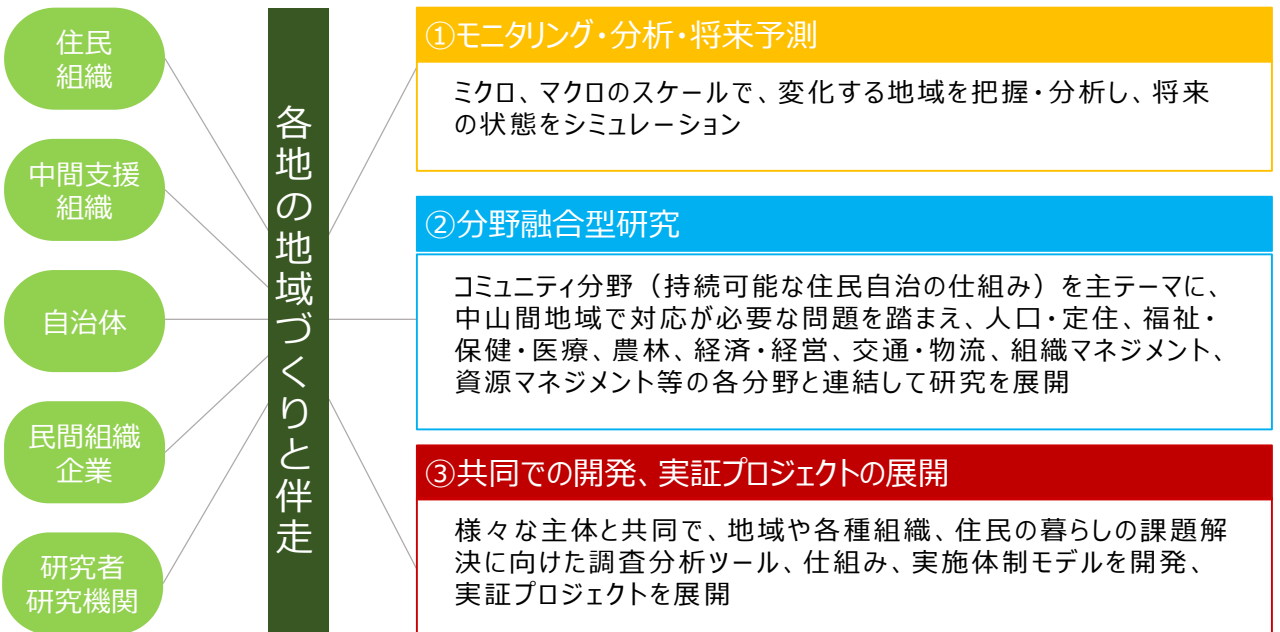 住民
組織
中間支援
組織
自治体
民間組織
企業
研究者
研究機関
各地の地域づくりと伴走
①モニタリング・分析・将来予測
ミクロ、マクロのスケールで、変化する地域を把握・分析し、将来
の状態をシミュレーション
②分野融合型研究
コミュニティ分野（持続可能な住民自治の仕組み）を主テーマに、
中山間地域で対応が必要な問題を踏まえ、人口・定住、福祉・
保健・医療、農林、経済・経営、交通・物流、組織マネジメント、
資源マネジメント等の各分野と連結して研究を展開
③共同での開発、実証プロジェクトの展開
様々な主体と共同で、地域や各種組織、住民の暮らしの課題解
決に向けた調査分析ツール、仕組み、実施体制モデルを開発、
実証プロジェクトを展開